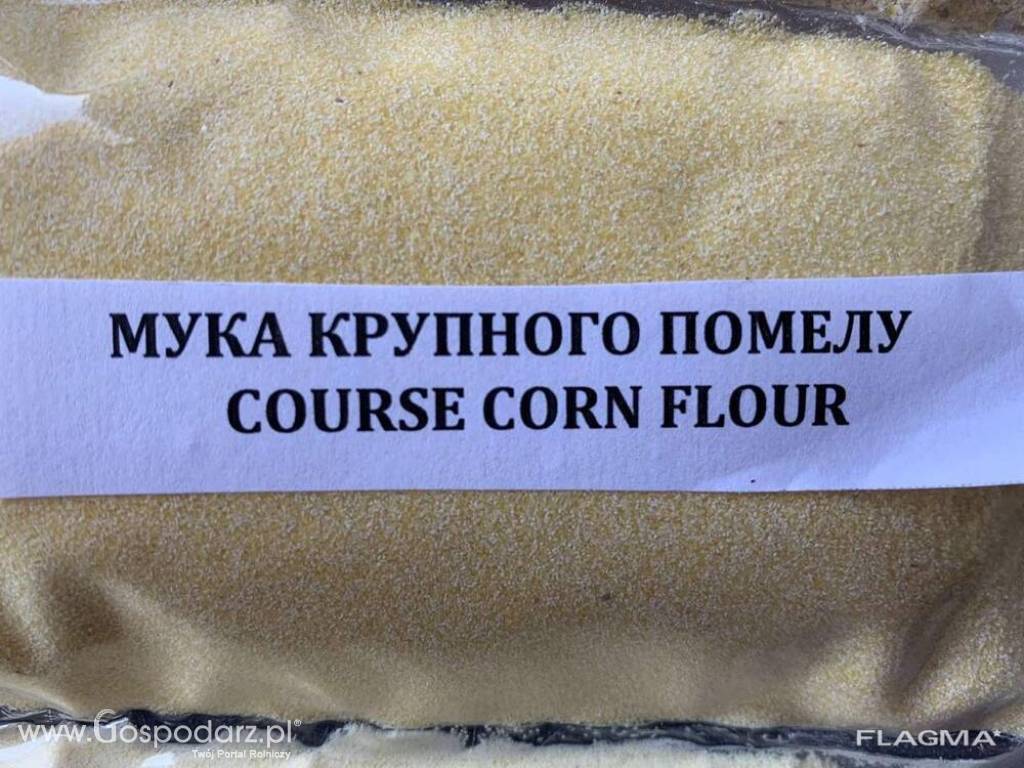 МУКА КРУПНОГО ПОМЕЛУ
COURSE CORN FLOUR
www.Gospodarz.pl®
Twój Portal Rolniczy
FLAGMA*